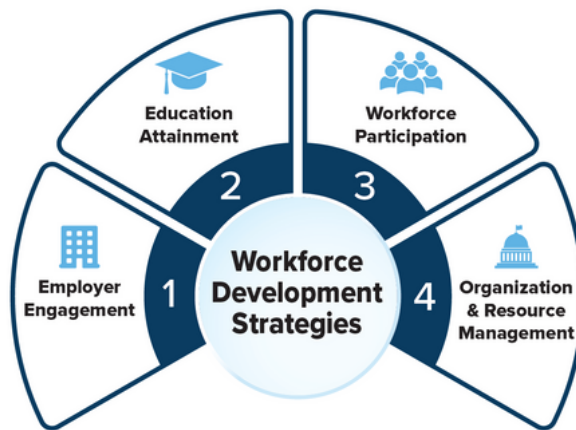 Workforce
Development
Strategies
1
Employer
Engagement
2
Education
Attainment
3
Workforce
Participation
4
Organization
& Resource
Management